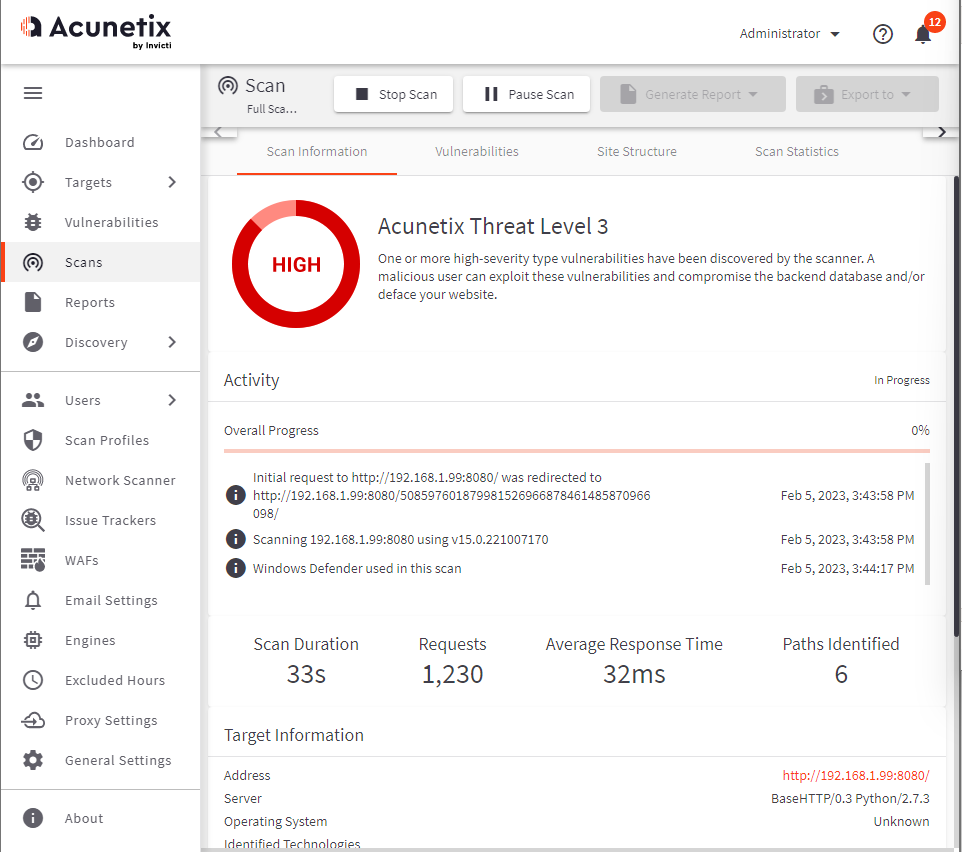 Acunetix
by Invicti
Administrator
12
Scan
Full Sca...
Stop Scan
Pause Scan
Generate Report
Export to
Dashboard
Targets
Vulnerabilities
Scans
Reports
Discovery
Users
Scan Profiles
Network Scanner
Issue Trackers
WAFs
Email Settings
Engines
Excluded Hours
Proxy Settings
General Settings
About
Scan Information
Vulnerabilities
Site Structure
Scan Statistics
HIGH
Acunetix Threat Level 3
One or more high-severity type vulnerabilities have been discovered by the scanner. A
malicious user can exploit these vulnerabilities and compromise the backend database and/or
deface your website.
Activity
In Progress
Overall Progress
0%
Initial request to http://192.168.1.99:8080/ was redirected to
http://192.168.1.99:8080/50859760187998152696687846148587096​6
098/
Feb 5, 2023, 3:43:58 PM
Scanning 192.168.1.99:8080 using v15.0.221007170
Feb 5, 2023, 3:43:58 PM
Windows Defender used in this scan
Feb 5, 2023, 3:44:17 PM
Scan Duration
33s
Requests
1,230
Average Response Time
32ms
Paths Identified
6
Target Information
Address
http://192.168.1.99:8080/
Server
BaseHTTP/0.3 Python/2.7.3
Operating System
Unknown
Identified Technologies